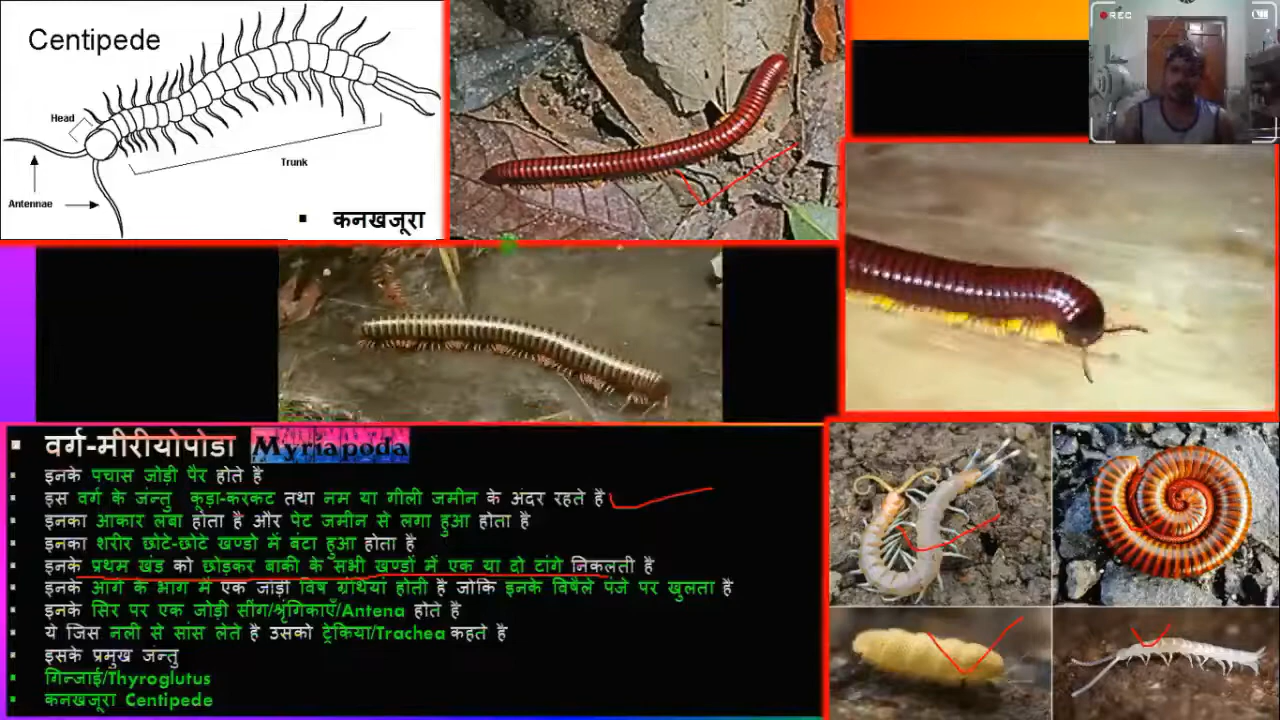 Centipede
Head
Trunk
Antennae
▪ कनखजूरा
REC
▪ वर्ग-मीरीयोपोडा Myriapoda
▪ इनके पचास जोड़ी पैर होते है
▪ इस वर्ग के जंन्तु कूड़ा-करकट तथा नम या गीली जमीन के अंदर रहते है
▪ इनका आकार लंबा होता है और पेट जमीन से लगा हुआ होता है
▪ इनका शरीर छोटे-छोटे खण्डो में बंटा हुआ होता है
▪ इनके प्रथम खंड को छोड़कर बाकी के सभी खण्डों में एक या दो टांगे निकलती है
▪ इनके आगे के भाग में एक जोड़ी विष ग्रंथियां होती है जोकि इनके विषैले पंजे पर खुलता है
▪ इनके सिर पर एक जोड़ी सींग/श्रृंगिकाएँ/Antena होते है
▪ ये जिस नली से सांस लेते है उसको ट्रेकिया/Trachea कहते है
▪ इसके प्रमुख जंन्तु
▪ गिन्जाई/Thyroglutus
▪ कनखजूरा Centipede